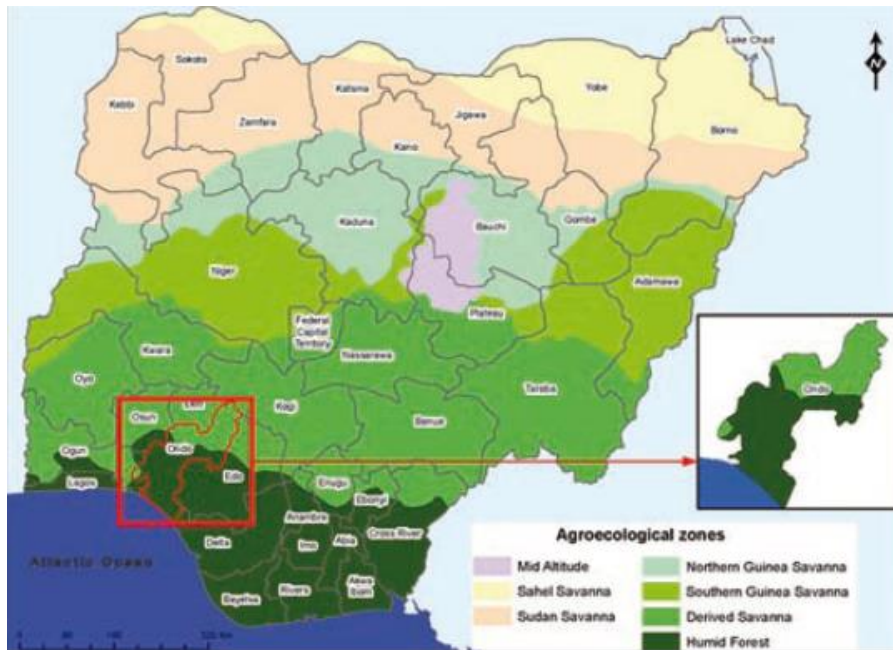 Lake Chad
N
Sokoto
Katsina
Yobe
Kebbi
Zamfara
Jigawa
Borno
Kano
Kaduna
Bauchi
Gombe
Niger
Adamawa
Plateau
Federal
Capital
Territory
Nassarawa
Kwara
Oyo
Taraba
Kogi
Benue
Osun
Ekiti
Ondo
Ondo
Ogun
Edo
Enugu
Lagos
Ebonyi
Anambra
Cross River
Delta
Imo
Abia
Atlantic Ocean
Akwa
Ibom
Rivers
Bayelsa
Agroecological zones
Mid Altitude
Northern Guinea Savanna
Sahel Savanna
Southern Guinea Savanna
Sudan Savanna
Derived Savanna
Humid Forest